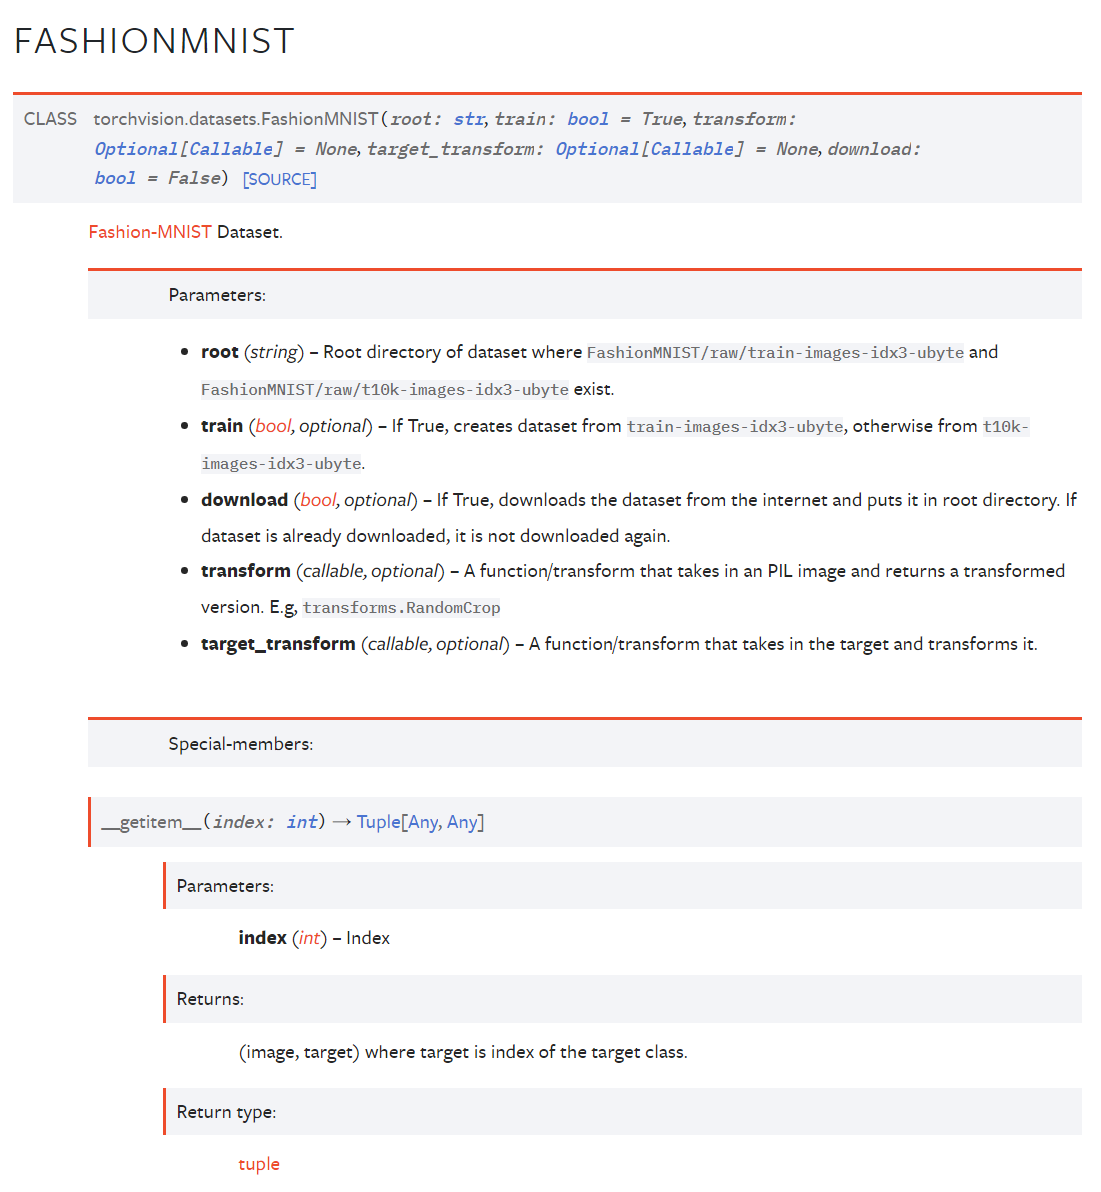 FASHIONMNIST
CLASS torchvision.datasets.FashionMNIST(root: str, train: bool = True, transform:
Optional[Callable] = None, target_transform: Optional[Callable] = None, download:
bool = False) [SOURCE]
Fashion-MNIST Dataset.
Parameters:
• root (string) – Root directory of dataset where FashionMNIST/raw/train-images-idx3-ubyte and
FashionMNIST/raw/t10k-images-idx3-ubyte exist.
• train (bool, optional) – If True, creates dataset from train-images-idx3-ubyte, otherwise from t10k-
images-idx3-ubyte.
• download (bool, optional) – If True, downloads the dataset from the internet and puts it in root directory. If
dataset is already downloaded, it is not downloaded again.
• transform (callable, optional) – A function/transform that takes in an PIL image and returns a transformed
version. E.g, transforms.RandomCrop
• target_transform (callable, optional) – A function/transform that takes in the target and transforms it.
Special-members:
__getitem__(index: int) → Tuple[Any, Any]
Parameters:
index (int) – Index
Returns:
(image, target) where target is index of the target class.
Return type:
tuple